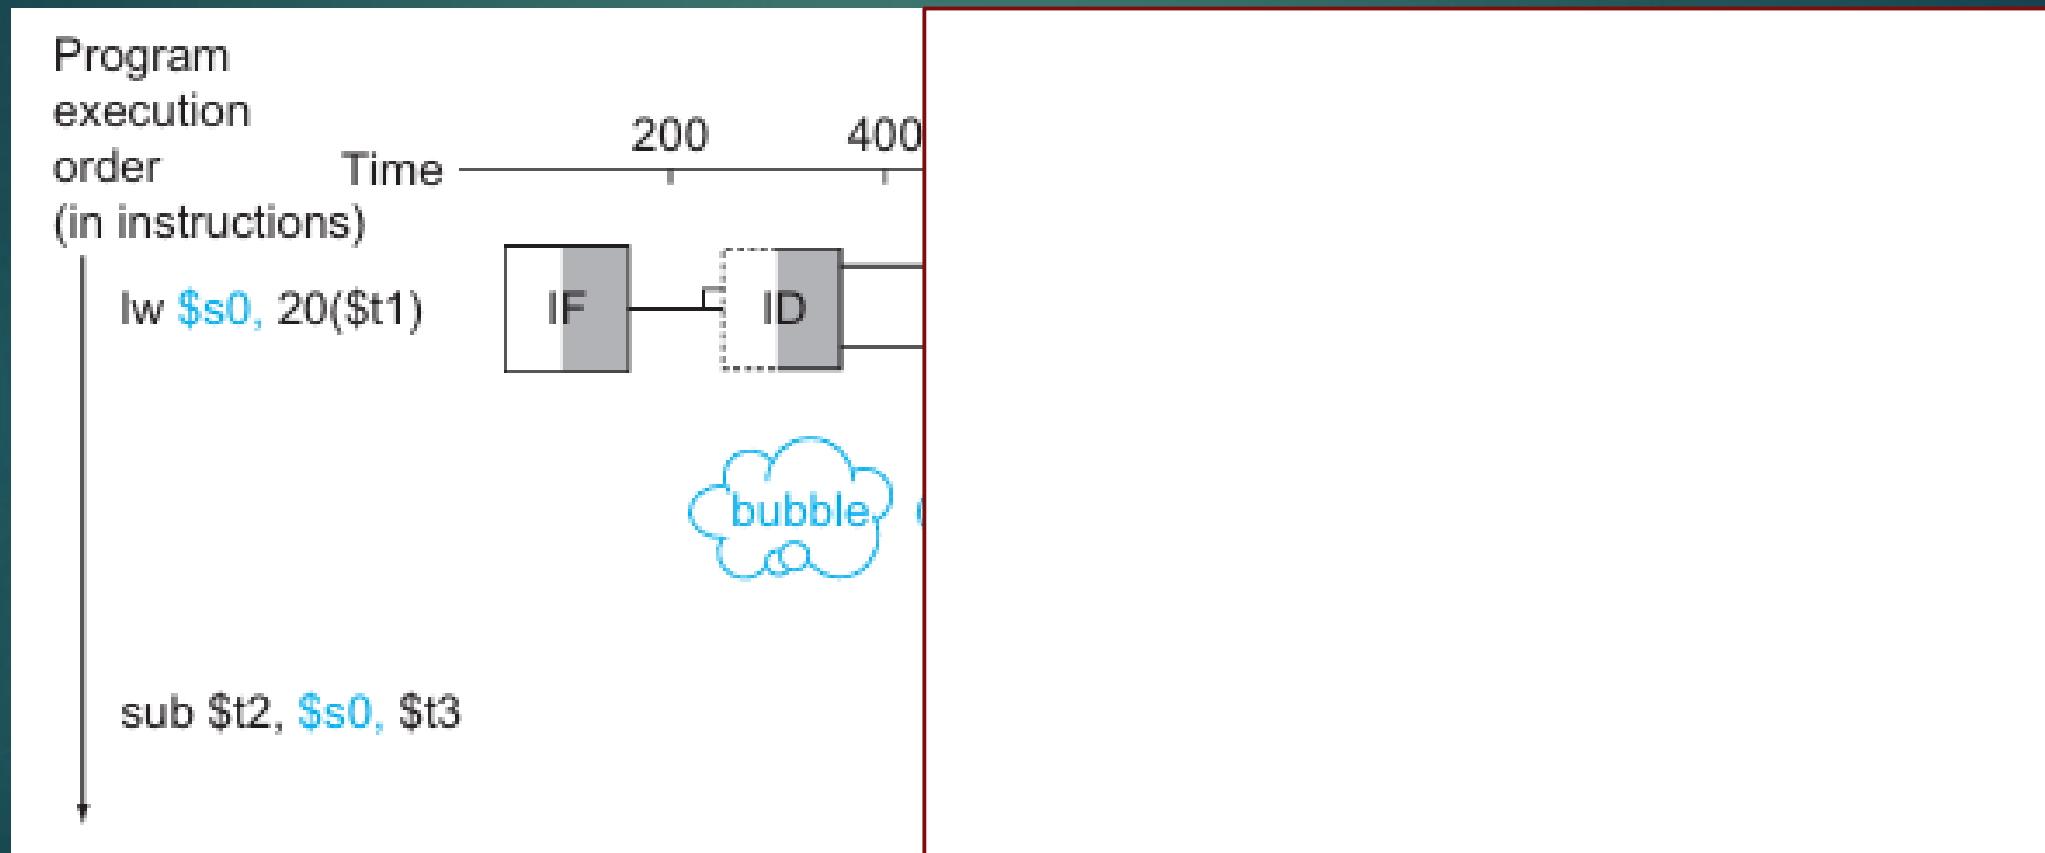 Program
execution
order
(in instructions)
Time
200 400
lw $s0, 20($t1)
IF ID
bubble
sub $t2, $s0, $t3